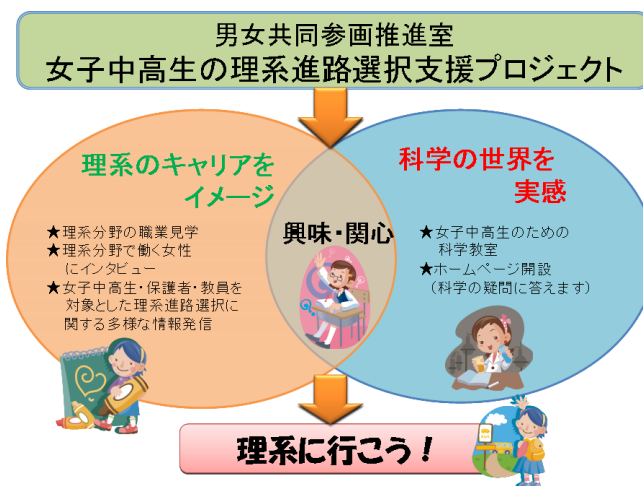 男女共同参画推進室
女子中高生の理系進路選択支援プロジェクト
理系のキャリアを
イメージ
★理系分野の職業見学
★理系分野で働く女性
にインタビュー
★女子中高生・保護者・教員を
対象とした理系進路選択に
関する多様な情報発信
興味・関心
科学の世界を
実感
★女子中高生のための
科学教室
★ホームページ開設
（科学の疑問に答えます）
理系に行こう！